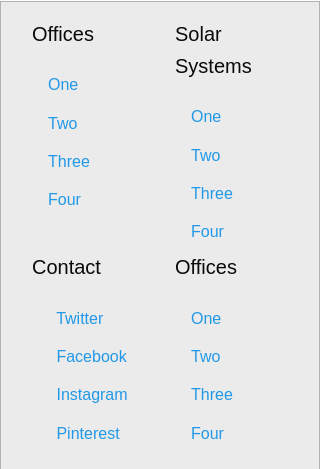 Offices
One
Two
Three
Four
Solar
Systems
One
Two
Three
Four
Contact
Twitter
Facebook
Instagram
Pinterest
Offices
One
Two
Three
Four